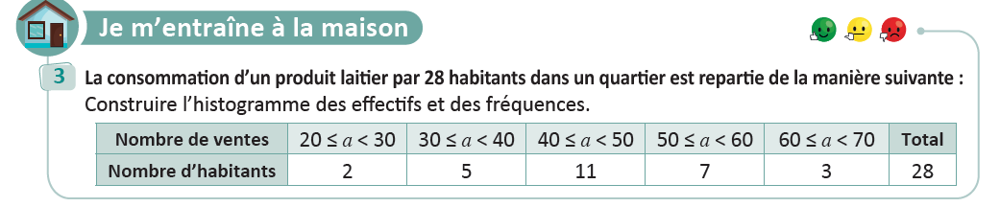 Je m’entraîne à la maison
3 La consommation d’un produit laitier par 28 habitants dans un quartier est repartie de la manière suivante :
Construire l’histogramme des effectifs et des fréquences.
Nombre de ventes 20 ≤ a < 30 30 ≤ a < 40 40 ≤ a < 50 50 ≤ a < 60 60 ≤ a < 70 Total
Nombre d’habitants 2 5 11 7 3 28